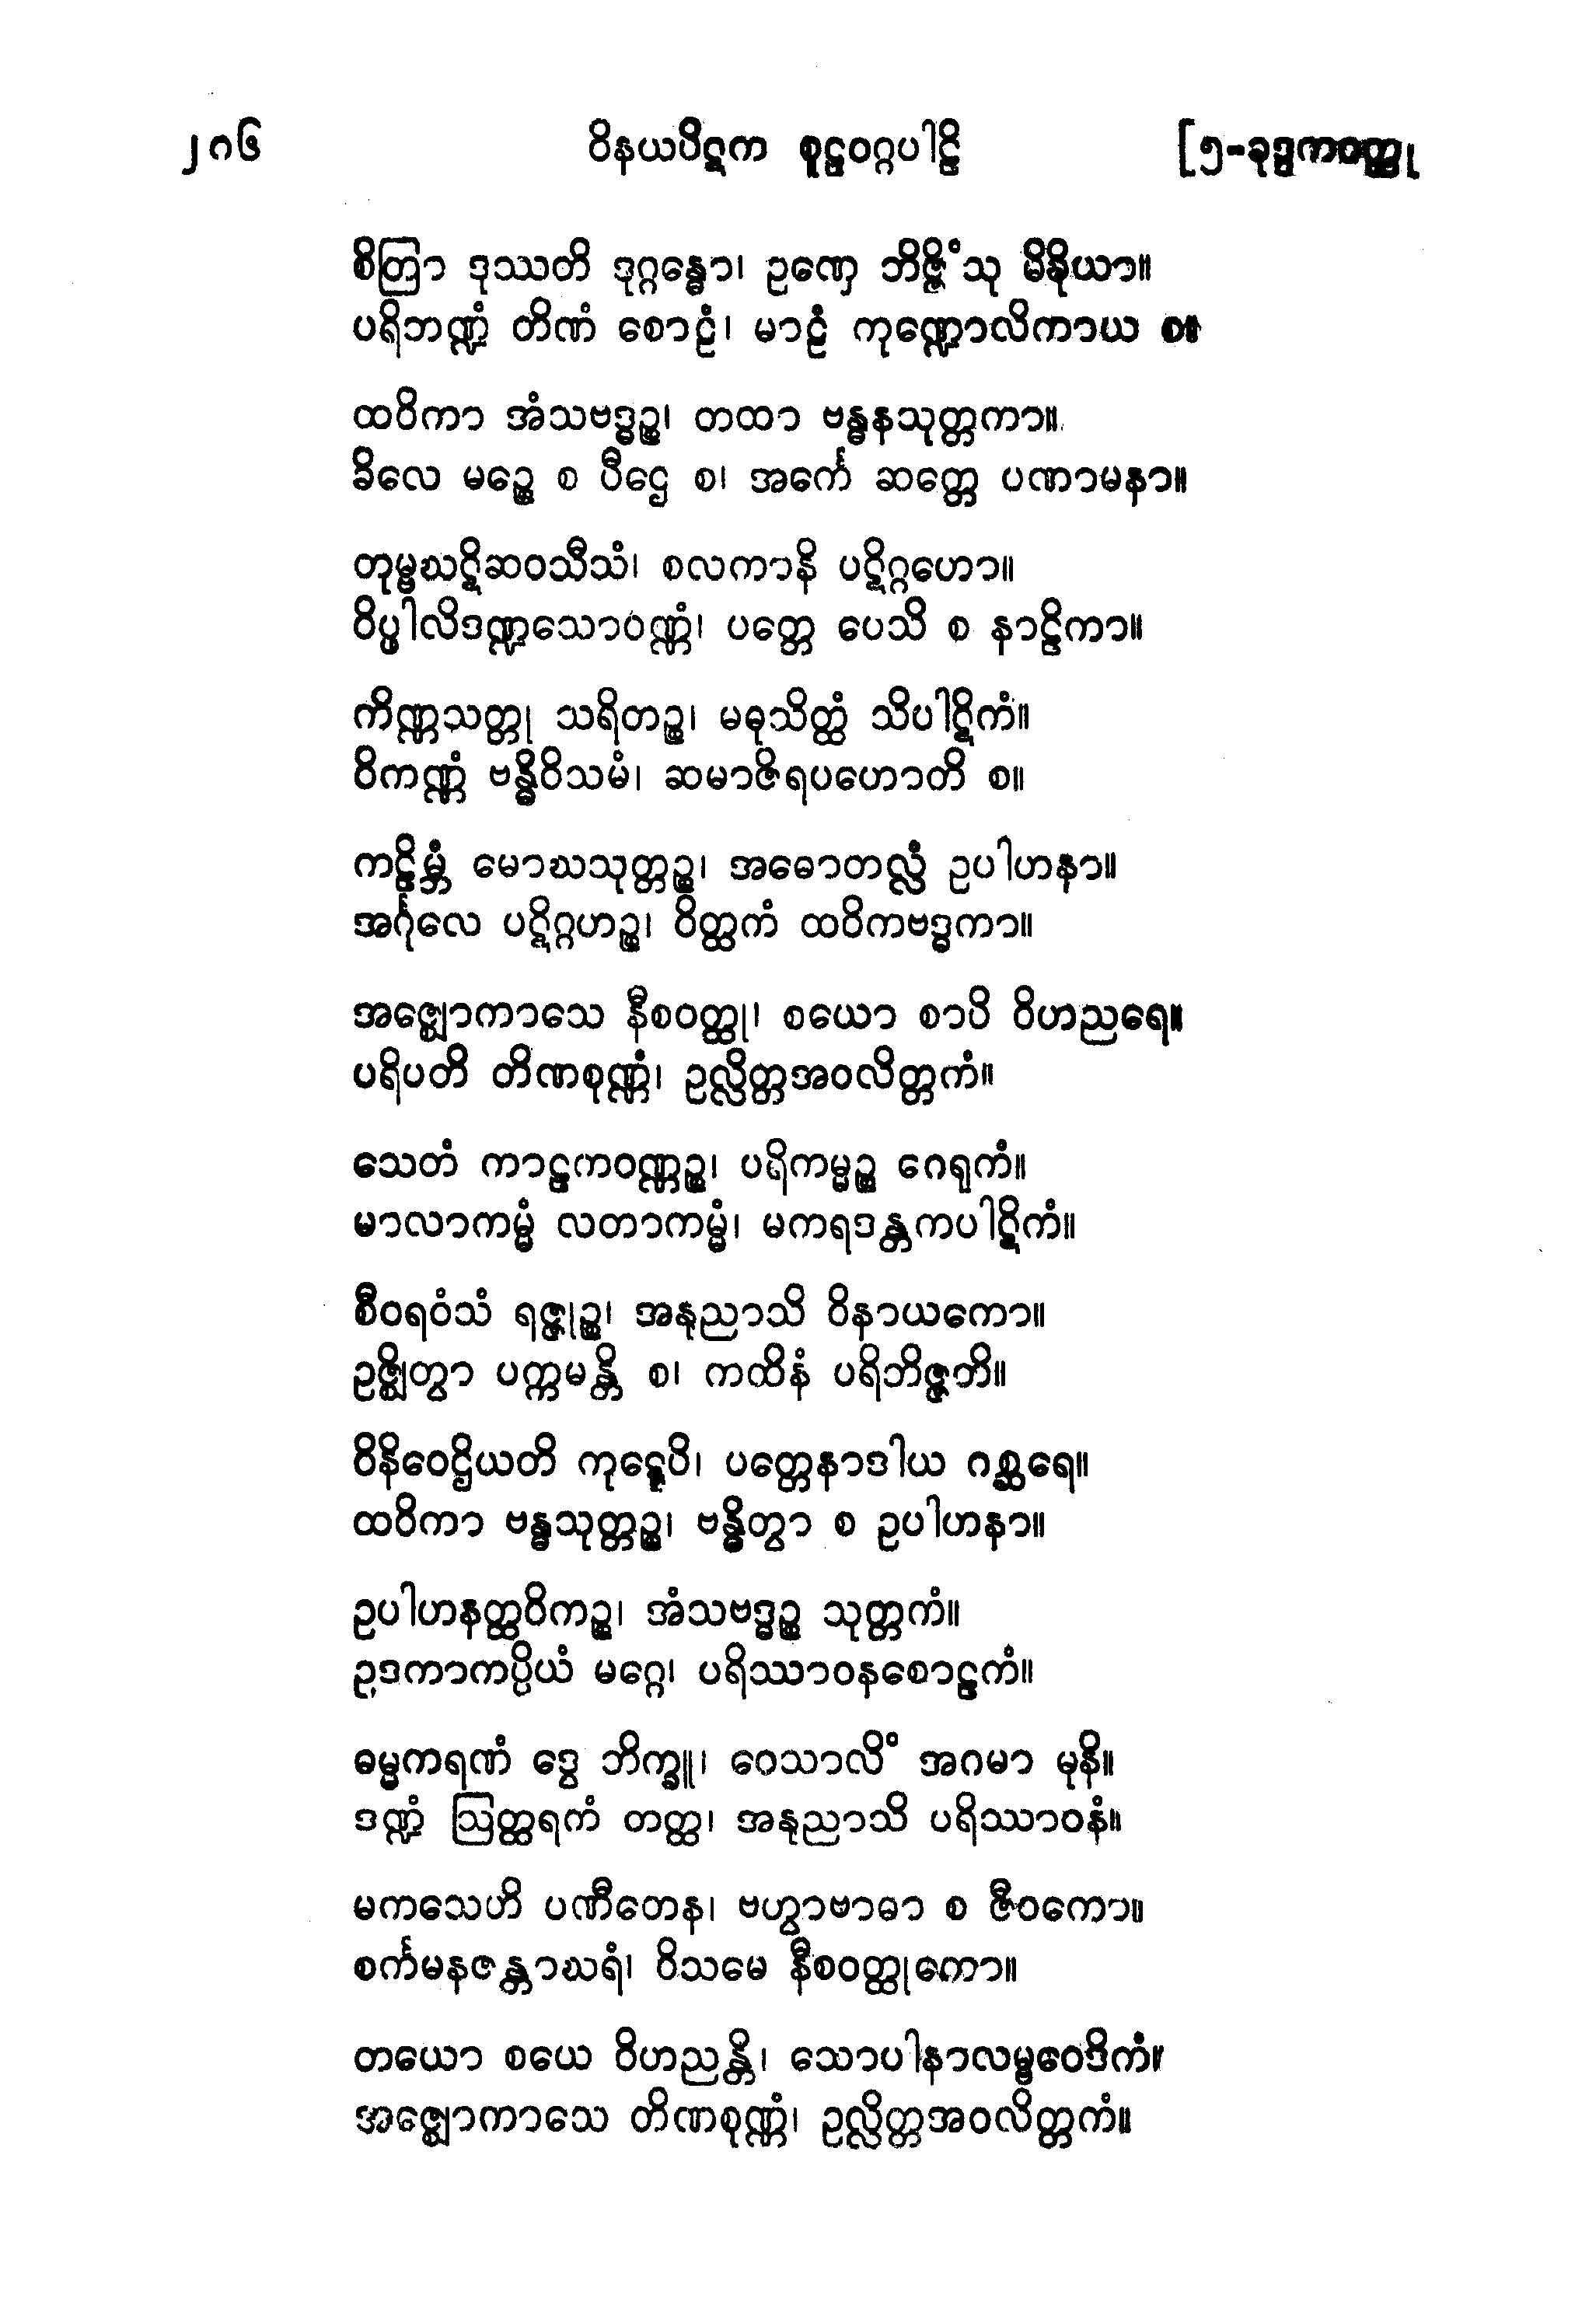 ၂၈၆ ဝိနယပိဋက စူဠဝဂ္ဂပါဠိ [၅-ခုဒ္ဒကဝတ္ထု
စိတြာ ဒုဿတိ ဒုဂ္ဂန္ဓော၊ ဥဏှေ ဘိဇ္ဇိံသု မိနိယာ။
ပရိဘဏ္ဍံ တိဏံ စောဠံ၊ မာဠံ ကုဏ္ဍောလိကာယ စ။
ထဝိကာ အံသဗဒ္ဓဉ္စ၊ တထာ ဗန္ဓနသုတ္တကာ။
ခိလေ မဉ္စေ စ ပီဌေ စ၊ အင်္ကေ ဆတ္တေ ပဏာမနာ။
တုမ္ဗဃဋိဆဝသီသံ၊ စလကာနိ ပဋိဂ္ဂဟော။
ဝိပ္ဖါလိဒဏ္ဍသောဝဏ္ဏံ၊ ပတ္တေ ပေသိ စ နာဠိကာ။
ကိဏ္ဏသတ္တု သရိတဉ္စ၊ မဓုသိတ္ထံ သိပါဋိကံ။
ဝိကဏ္ဏံ ဗန္ဓိဝိသမံ၊ ဆမာဇိရပဟောတိ စ။
ကဠိမ္ဘံ မောဃသုတ္တဉ္စ၊ အဓောတလ္လံ ဥပါဟနာ။
အင်္ဂုလေ ပဋိဂ္ဂဟဉ္စ၊ ဝိတ္ထကံ ထဝိကဗဒ္ဓကာ။
အဇ္ဈောကာသေ နီစဝတ္ထု၊ စယော စာပိ ဝိဟညရေ။
ပရိပတိ တိဏစုဏ္ဏံ၊ ဥလ္လိတ္တအဝလိတ္တကံ။
သေတံ ကာဠကဝဏ္ဏဉ္စ၊ ပရိကမ္မဉ္စ ဂေရုကံ။
မာလာကမ္မံ လတာကမ္မံ၊ မကရဒန္တကပါဋိကံ။
စီဝရဝံသံ ရဇ္ဇုဉ္စ၊ အနုညာသိ ဝိနာယကော။
ဥဇ္ဈိတွာ ပက္ကမန္တိ စ၊ ကထိနံ ပရိဘိဇ္ဇတိ။
ဝိနိဝေဌိယတိ ကုဋ္ဋေပိ၊ ပတ္တေနာဒါယ ဂစ္ဆရေ။
ထဝိကာ ဗန္ဓသုတ္တဉ္စ၊ ဗန္ဓိတွာ စ ဥပါဟနာ။
ဥပါဟနတ္ထဝိကဉ္စ၊ အံသဗဒ္ဓဉ္စ သုတ္တကံ။
ဥဒကာကပ္ပိယံ မဂ္ဂေ၊ ပရိဿာဝနစောဠကံ။
ဓမ္မကရဏံ ဒွေ ဘိက္ခူ၊ ဝေသာလိံ အဂမာ မုနိ။
ဒဏ္ဍံ ဩတ္ထရကံ တတ္ထ၊ အနုညာသိ ပရိဿာဝနံ။
မကသေဟိ ပဏီတေန၊ ဗဟွာဗာဓာ စ ဇီဝကော။
စင်္ကမနဇန္တာဃရံ၊ ဝိသမေ နီစဝတ္ထုကော။
တယော စယေ ဝိဟညန္တိ၊ သောပါနာလမ္ဗဝေဒိကံ။
အဇ္ဈောကာသေ တိဏစုဏ္ဏံ၊ ဥလ္လိတ္တအဝလိတ္တကံ။